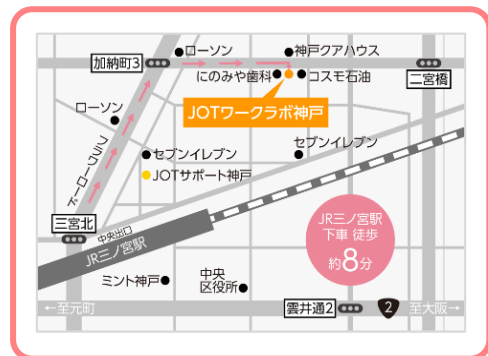 ローソン
神戸クアハウス
加納町3
にのみや歯科
コスモ石油
二宮橋
JOTワークラボ神戸
ローソン
フラワーロード
セブンイレブン
セブンイレブン
JOTサポート神戸
三宮北
中央出口
JR三ノ宮駅
JR三ノ宮駅
下車 徒歩
約8分
ミント神戸
中央
区役所
←至元町
雲井通2
2
至大阪→